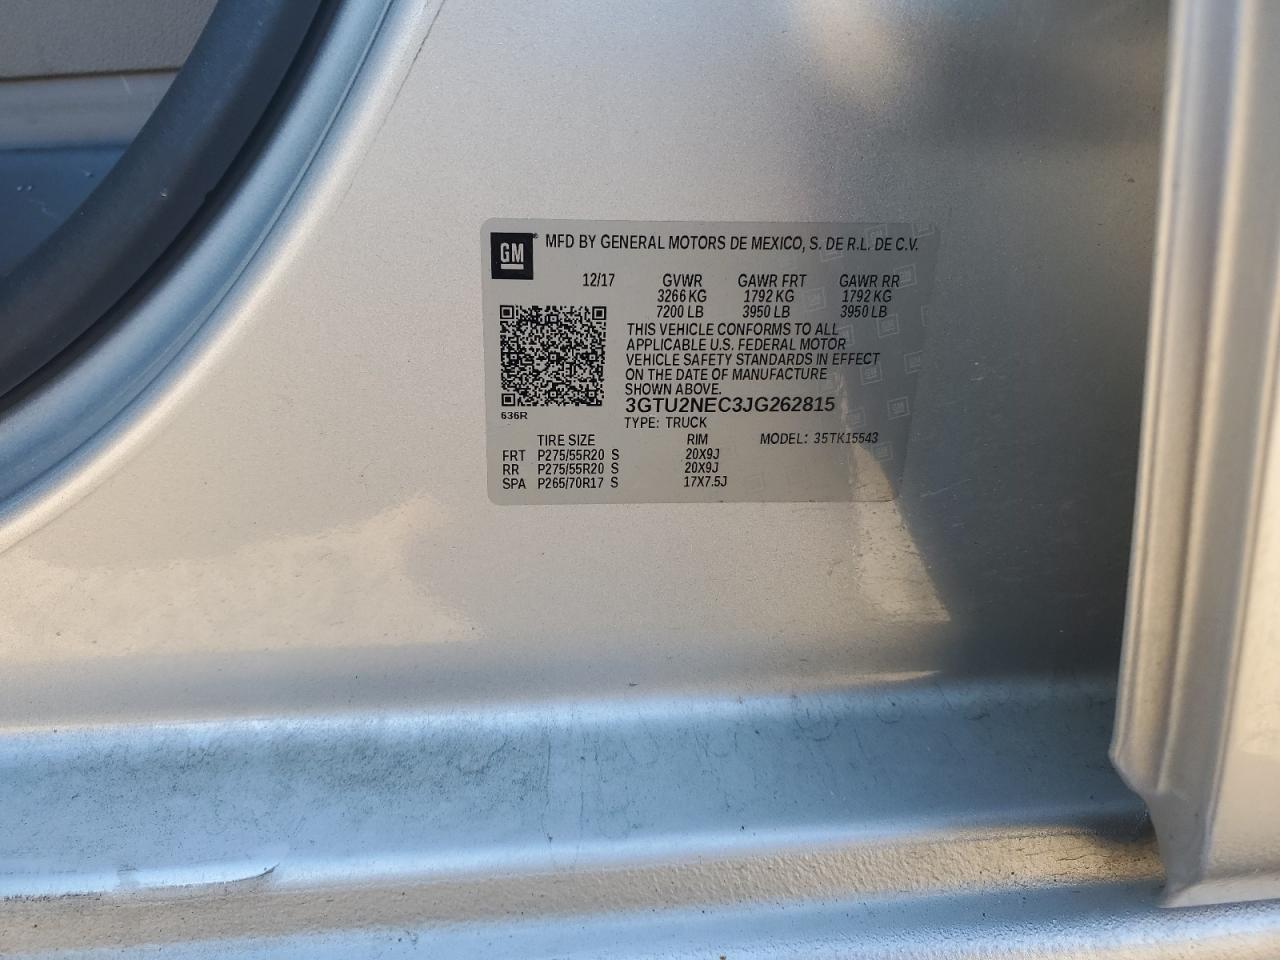 GM MFD BY GENERAL MOTORS DE MEXICO, S. DE R.L. DE C.V.
12/17 GVWR GAWR FRT GAWR RR
3266 KG 1792 KG 1792 KG
7200 LB 3950 LB 3950 LB
THIS VEHICLE CONFORMS TO ALL
APPLICABLE U.S. FEDERAL MOTOR
VEHICLE SAFETY STANDARDS IN EFFECT
ON THE DATE OF MANUFACTURE
SHOWN ABOVE.
3GTU2NEC3JG262815
636R
TYPE: TRUCK
TIRE SIZE RIM MODEL: 35TK15543
FRT P275/55R20 S 20X9J
RR P275/55R20 S 20X9J
SPA P265/70R17 S 17X7.5J